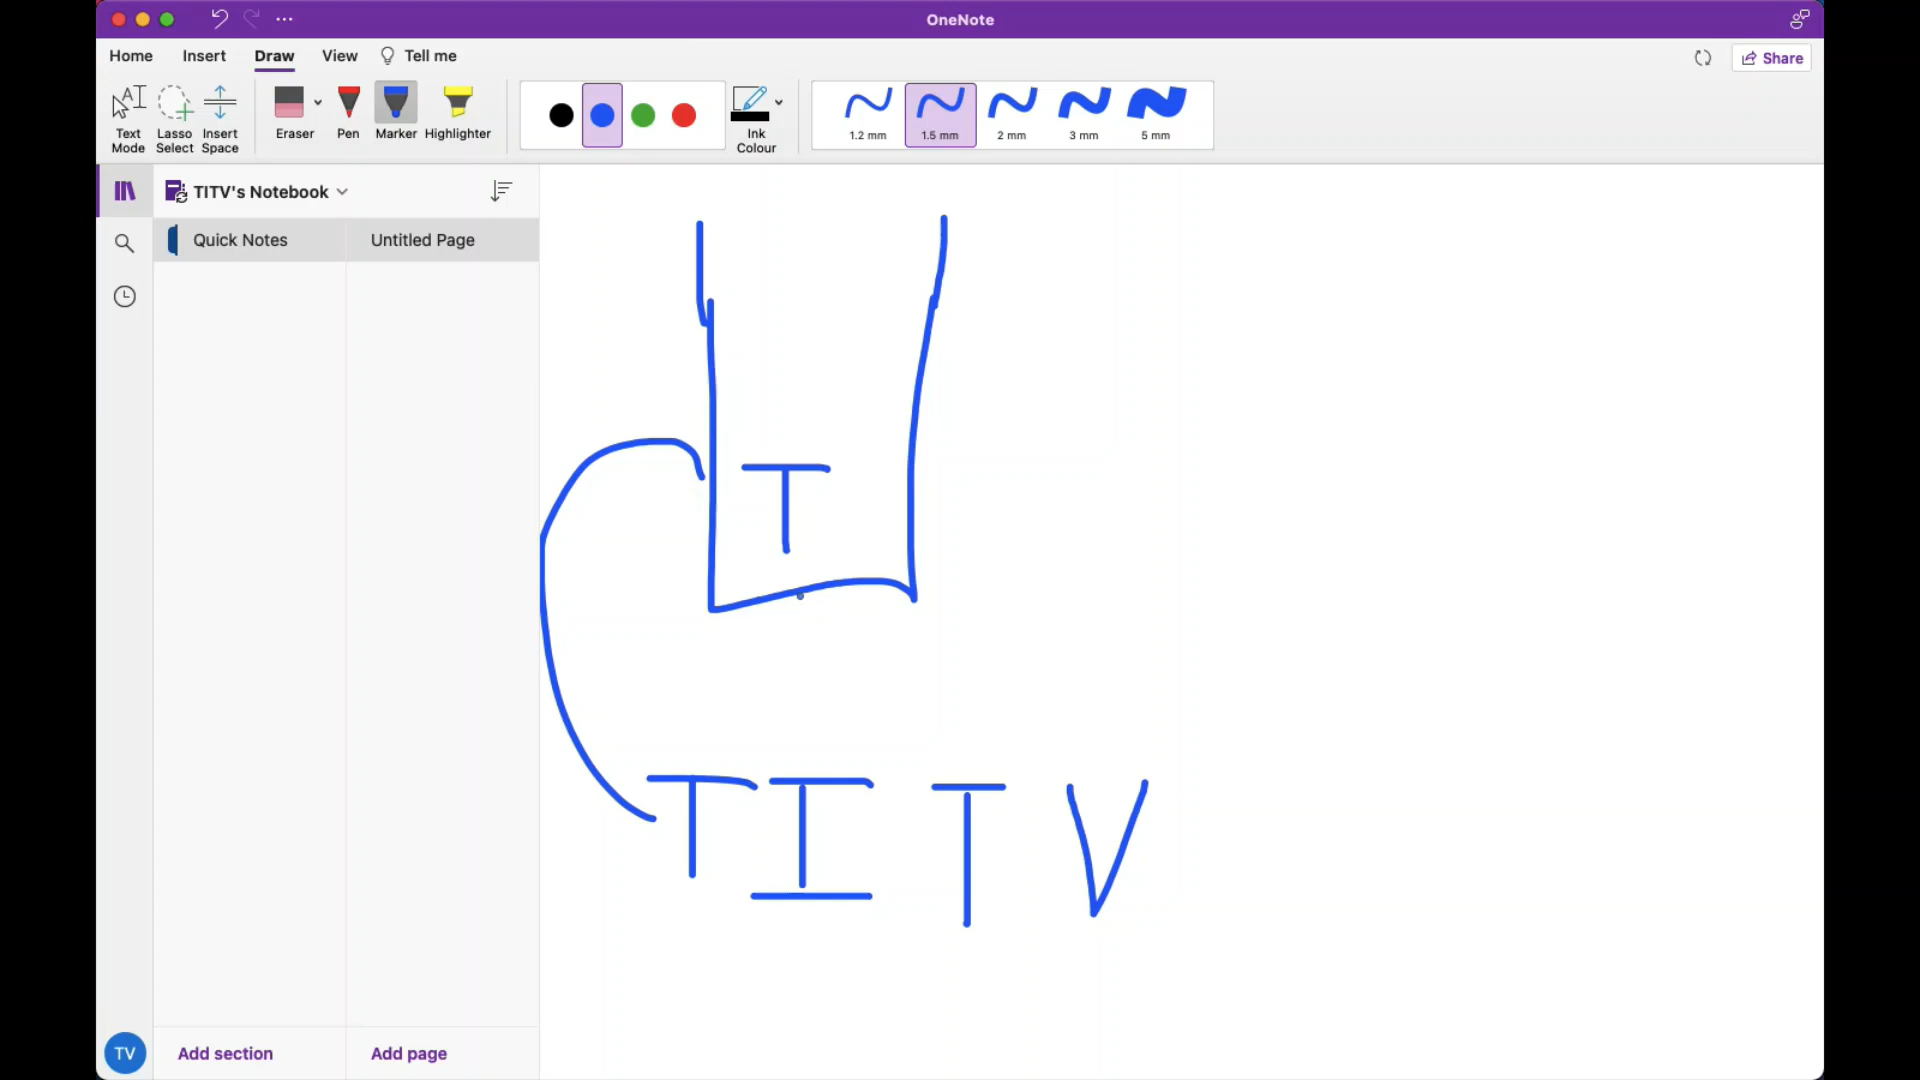 OneNote
Home Insert Draw View Tell me
Share
Text Mode
Lasso Select
Insert Space
Eraser
Pen
Marker
Highlighter
Ink Colour
1.2 mm
1.5 mm
2 mm
3 mm
5 mm
TITV's Notebook
Quick Notes
Untitled Page
T
T I T V
TV
Add section
Add page